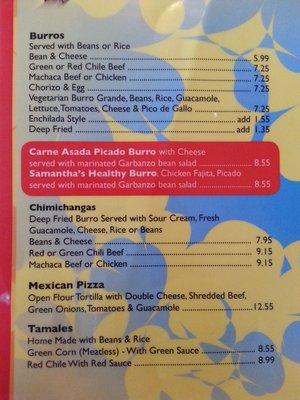 Burros
Served with Beans or Rice
Bean & Cheese 5.99
Green or Red Chile Beef 7.25
Machaca Beef or Chicken 7.25
Chorizo & Egg 7.25
Vegetarian Burro Grande, Beans, Rice, Guacamole,
Lettuce, Tomatoes, Cheese & Pico de Gallo 7.25
Enchilada Style add 1.55
Deep Fried add 1.35
Carne Asada Picado Burro with Cheese
served with marinated Garbanzo bean salad 8.55
Samantha's Healthy Burro, Chicken Fajita, Picado
served with marinated Garbanzo bean salad 8.55
Chimichangas
Deep Fried Burro Served with Sour Cream, Fresh
Guacamole, Cheese, Rice or Beans
Beans & Cheese 7.95
Red or Green Chili Beef 9.15
Machaca Beef or Chicken 9.15
Mexican Pizza
Open Flour Tortilla with Double Cheese, Shredded Beef,
Green Onions, Tomatoes & Guacamole 12.55
Tamales
Home Made with Beans & Rice
Green Corn (Meatless) - With Green Sauce 8.55
Red Chile With Red Sauce 8.99